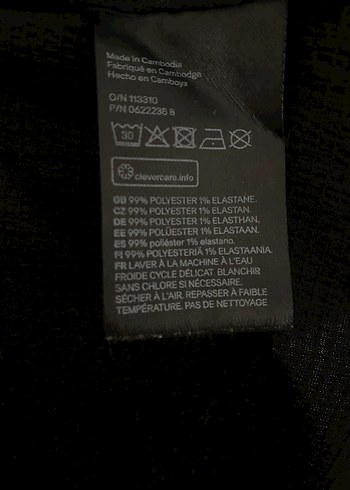 Made in Cambodia
Fabriqué en Cambodge
Hecho en Camboya
O/N 113310
P/N 0622238 8
30
clevercare.info
GB 99% POLYESTER 1% ELASTANE.
CZ 99% POLYESTER 1% ELASTAN.
DE 99% POLYESTER 1% ELASTHAN.
EE 99% POLÜESTER 1% ELASTAAN.
ES 99% poliéster 1% elastano.
FI 99% POLYESTERIÄ 1% ELASTAANIA.
FR LAVER À LA MACHINE À L'EAU
FROIDE CYCLE DÉLICAT. BLANCHIR
SANS CHLORE SI NÉCESSAIRE.
SÉCHER À L'AIR. REPASSER À FAIBLE
TEMPÉRATURE. PAS DE NETTOYAGE